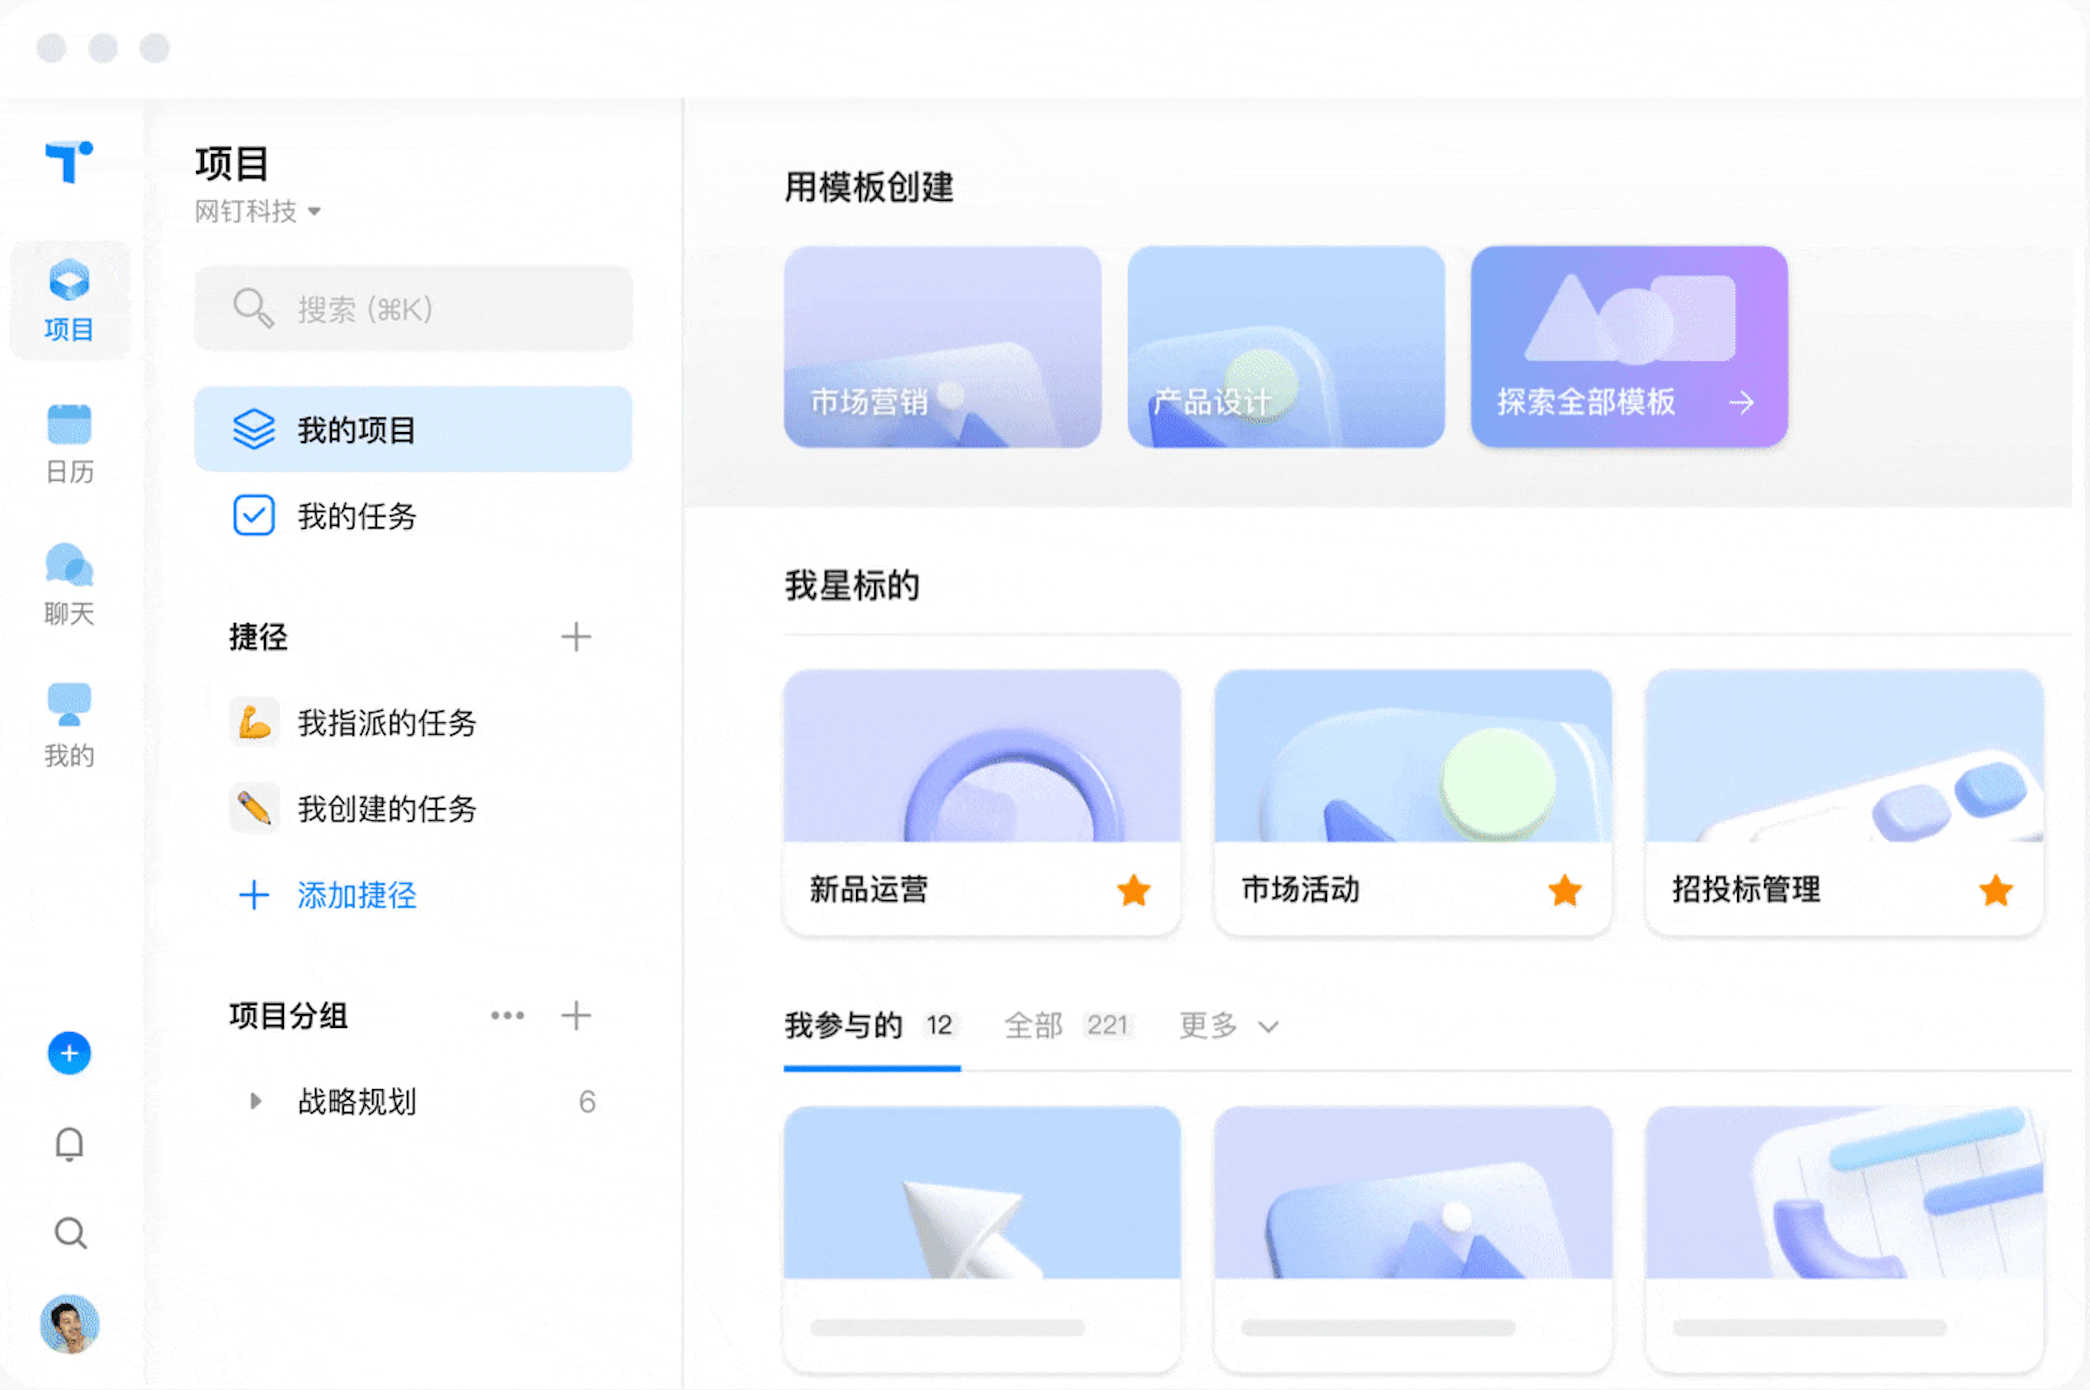 项目
网钉科技
搜索 (⌘K)
我的项目
我的任务
捷径
我指派的任务
我创建的任务
添加捷径
项目分组
战略规划 6
项目
日历
聊天
我的
用模板创建
市场营销
产品设计
探索全部模板
我星标的
新品运营
市场活动
招投标管理
我参与的 12 全部 221 更多